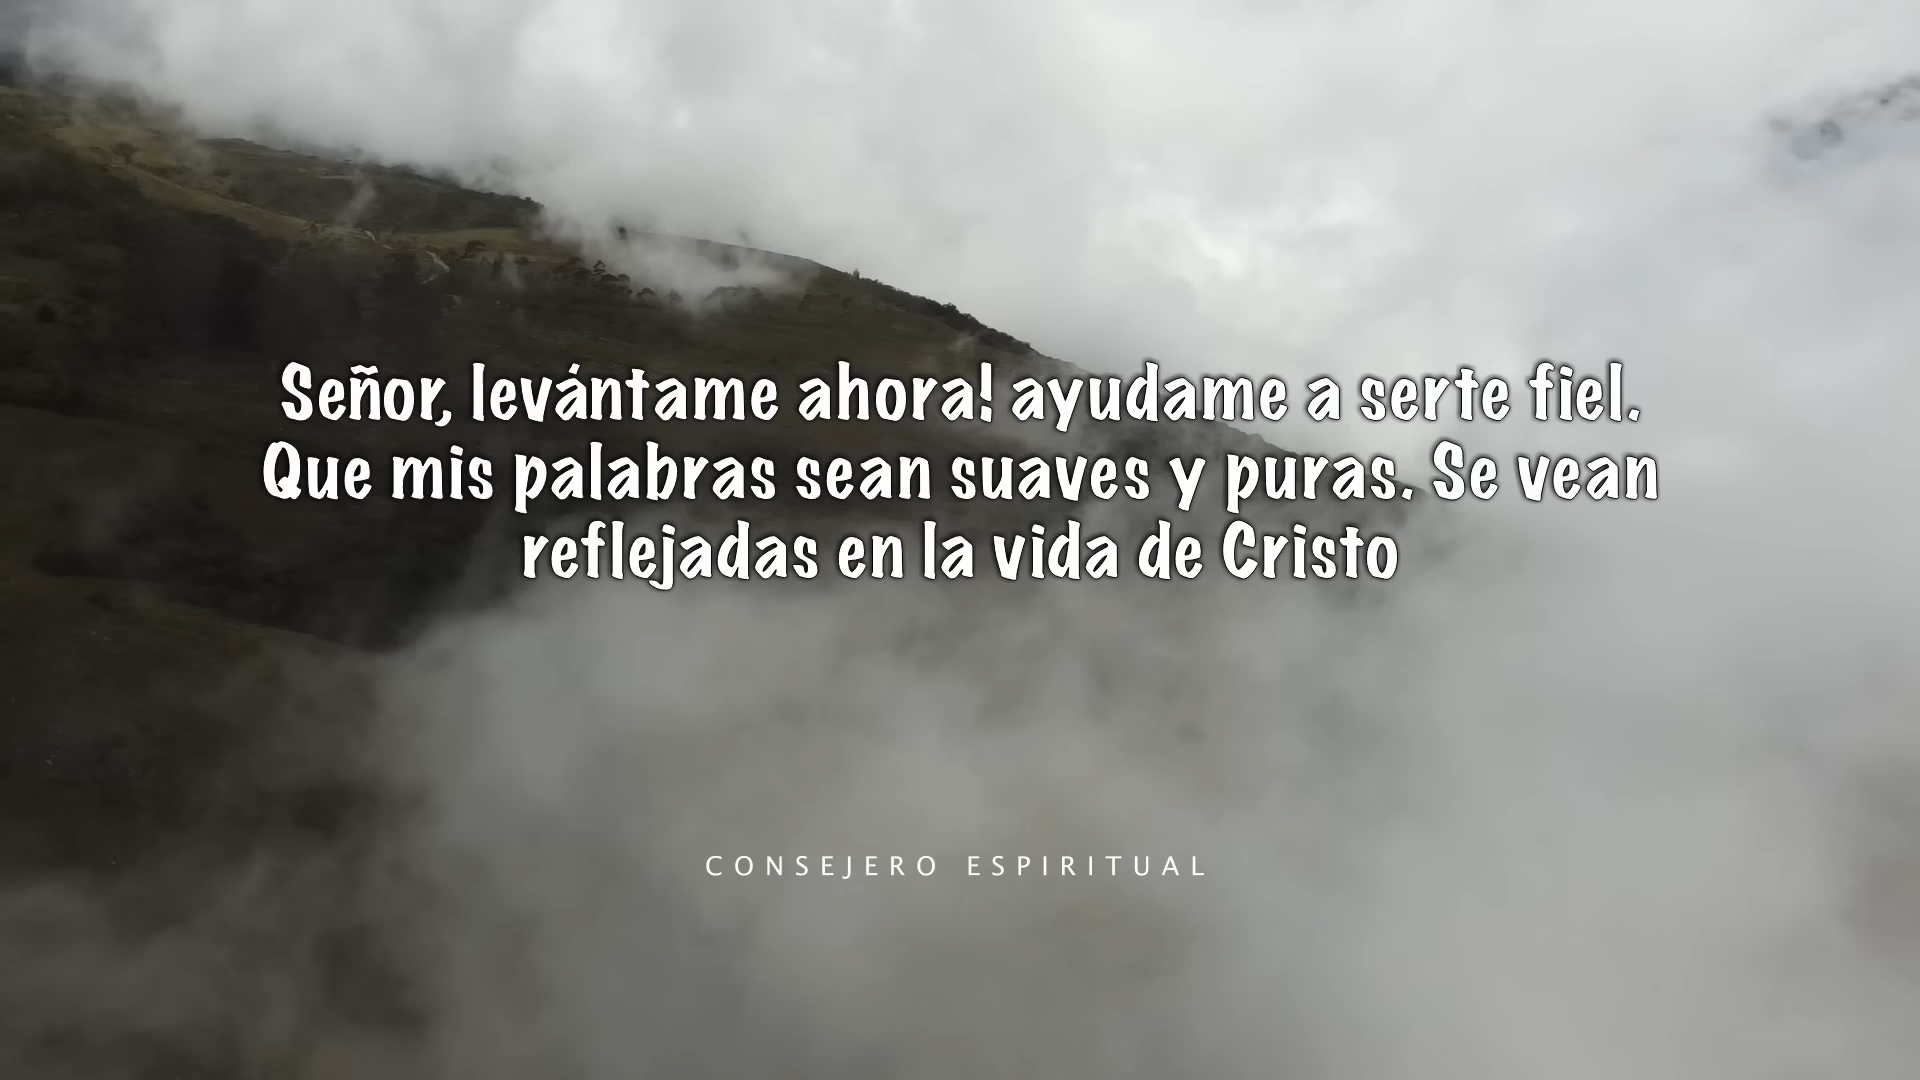 Señor, levántame ahora! ayudame a serte fiel.
Que mis palabras sean suaves y puras. Se vean
reflejadas en la vida de Cristo
CONSEJERO ESPIRITUAL